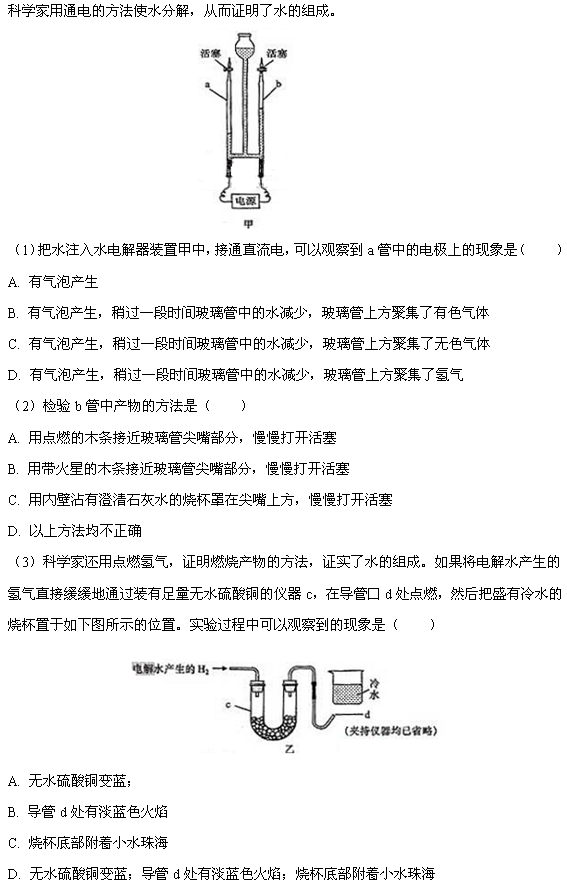 科学家用通电的方法使水分解，从而证明了水的组成。
活塞 活塞
a b
电源
甲
（1）把水注入水电解器装置甲中，接通直流电，可以观察到 a 管中的电极上的现象是（ ）
A. 有气泡产生
B. 有气泡产生，稍过一段时间玻璃管中的水减少，玻璃管上方聚集了有色气体
C. 有气泡产生，稍过一段时间玻璃管中的水减少，玻璃管上方聚集了无色气体
D. 有气泡产生，稍过一段时间玻璃管中的水减少，玻璃管上方聚集了氢气
（2）检验 b 管中产物的方法是（ ）
A. 用点燃的木条接近玻璃管尖嘴部分，慢慢打开活塞
B. 用带火星的木条接近玻璃管尖嘴部分，慢慢打开活塞
C. 用内壁沾有澄清石灰水的烧杯罩在尖嘴上方，慢慢打开活塞
D. 以上方法均不正确
（3）科学家还用点燃氢气，证明燃烧产物的方法，证实了水的组成。如果将电解水产生的
氢气直接缓缓地通过装有足量无水硫酸铜的仪器 c，在导管口 d 处点燃，然后把盛有冷水的
烧杯置于如下图所示的位置。实验过程中可以观察到的现象是（ ）
电解水产生的 H₂
冷
水
c
d
（夹持仪器均已省略）
乙
A. 无水硫酸铜变蓝；
B. 导管 d 处有淡蓝色火焰
C. 烧杯底部附着小水珠海
D. 无水硫酸铜变蓝；导管 d 处有淡蓝色火焰；烧杯底部附着小水珠海